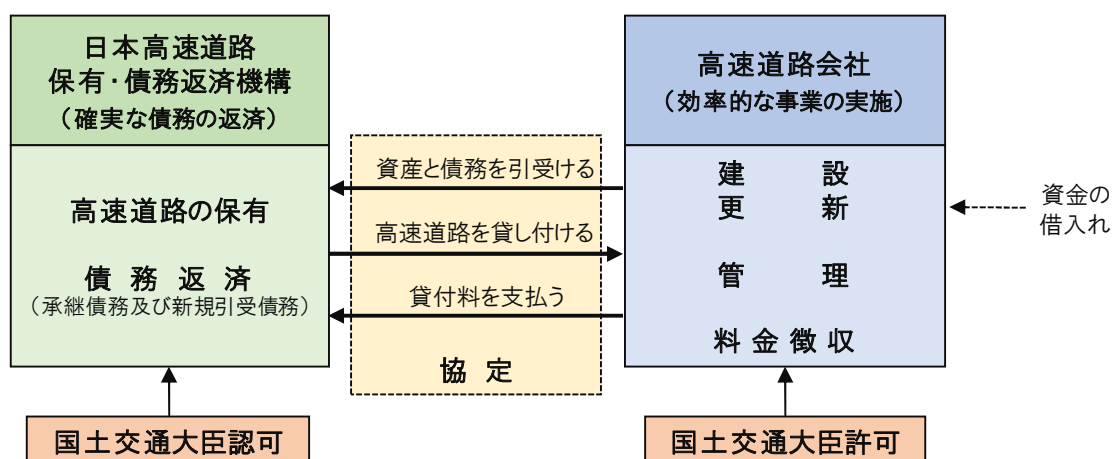 日本高速道路
保有・債務返済機構
（確実な債務の返済）
高速道路の保有
債務返済
（承継債務及び新規引受債務）
国土交通大臣認可
資産と債務を引受ける
高速道路を貸し付ける
貸付料を支払う
協定
高速道路会社
（効率的な事業の実施）
建設
更新
管理
料金徴収
国土交通大臣許可
資金の
借入れ